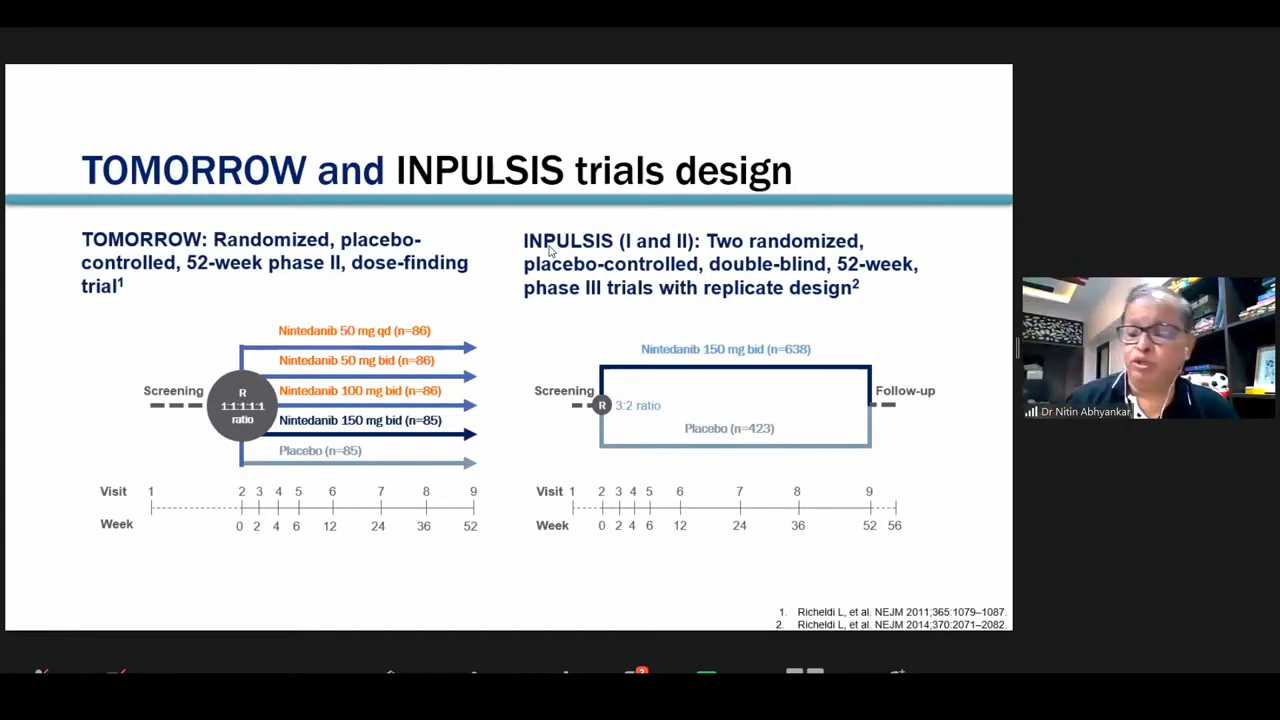 TOMORROW and INPULSIS trials design
TOMORROW: Randomized, placebo-
controlled, 52-week phase II, dose-finding
trial1
Nintedanib 50 mg qd (n=86)
Nintedanib 50 mg bid (n=86)
Screening
Nintedanib 100 mg bid (n=86)
R
1:1:1:1:1
ratio
Nintedanib 150 mg bid (n=85)
Placebo (n=85)
Visit 1 2 3 4 5 6 7 8 9
Week 0 2 4 6 12 24 36 52
INPULSIS (I and II): Two randomized,
placebo-controlled, double-blind, 52-week,
phase III trials with replicate design2
Nintedanib 150 mg bid (n=638)
Screening
Follow-up
R 3:2 ratio
Placebo (n=423)
Visit 1 2 3 4 5 6 7 8 9
Week 0 2 4 6 12 24 36 52 56
1. Richeldi L, et al. NEJM 2011;365:1079–1087.
2. Richeldi L, et al. NEJM 2014;370:2071–2082.
Dr Nitin Abhyankar